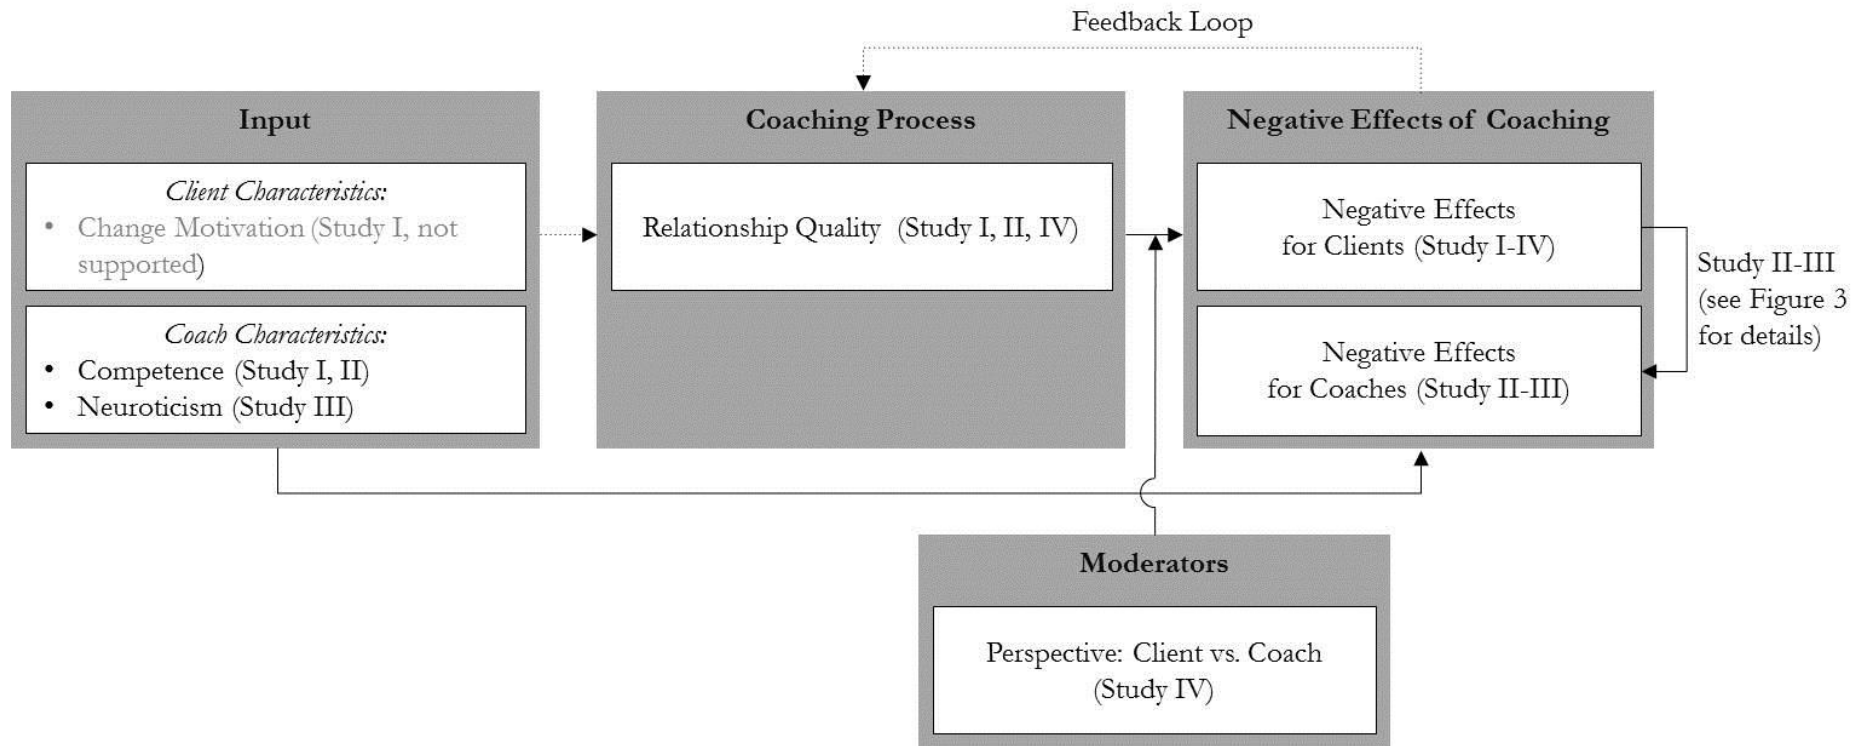 Feedback Loop
Input
Client Characteristics:
• Change Motivation (Study I, not
supported)
Coach Characteristics:
• Competence (Study I, II)
• Neuroticism (Study III)
Coaching Process
Relationship Quality (Study I, II, IV)
Negative Effects of Coaching
Negative Effects
for Clients (Study I-IV)
Negative Effects
for Coaches (Study II-III)
Study II-III
(see Figure 3
for details)
Moderators
Perspective: Client vs. Coach
(Study IV)